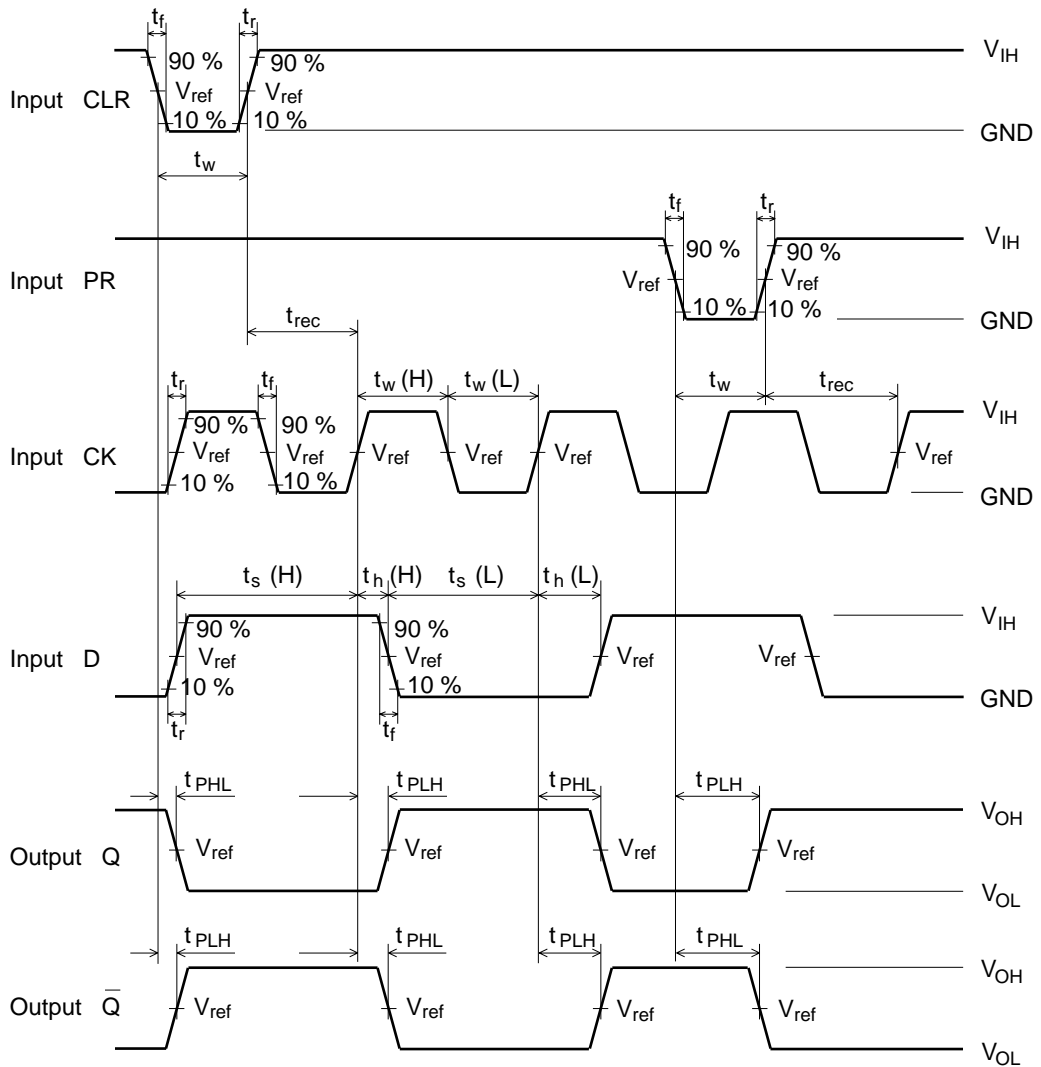 tf tr
90 % 90 % VIH
Input CLR Vref Vref
10 % 10 % GND
tw
tf tr
VIH
90 % 90 %
Input PR Vref Vref
10 % 10 %
trec GND
tr tf tw (H) tw (L) tw trec
VIH
90 % 90 %
Input CK Vref Vref Vref Vref Vref Vref
10 % 10 %
GND
ts (H) th (H) ts (L) th (L)
VIH
90 % 90 %
Input D Vref Vref Vref Vref
10 % 10 %
GND
tr tf
tPHL tPLH tPHL tPLH
VOH
Output Q Vref Vref Vref Vref
VOL
tPLH tPHL tPLH tPHL
VOH
Output Q̅ Vref Vref Vref Vref
VOL